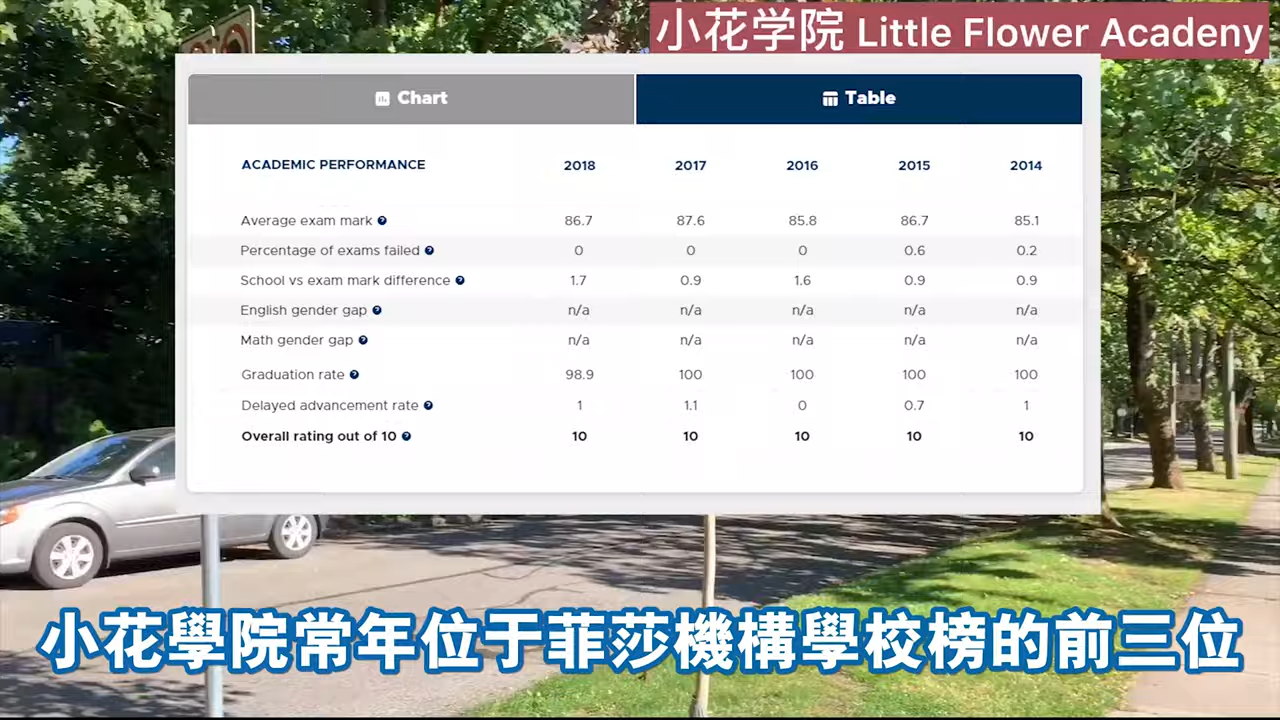 小花学院 Little Flower Acadeny
Chart
Table
ACADEMIC PERFORMANCE 2018 2017 2016 2015 2014
Average exam mark 86.7 87.6 85.8 86.7 85.1
Percentage of exams failed 0 0 0 0.6 0.2
School vs exam mark difference 1.7 0.9 1.6 0.9 0.9
English gender gap n/a n/a n/a n/a n/a
Math gender gap n/a n/a n/a n/a n/a
Graduation rate 98.9 100 100 100 100
Delayed advancement rate 1 1.1 0 0.7 1
Overall rating out of 10 10 10 10 10 10
小花學院常年位于菲莎機構學校榜的前三位